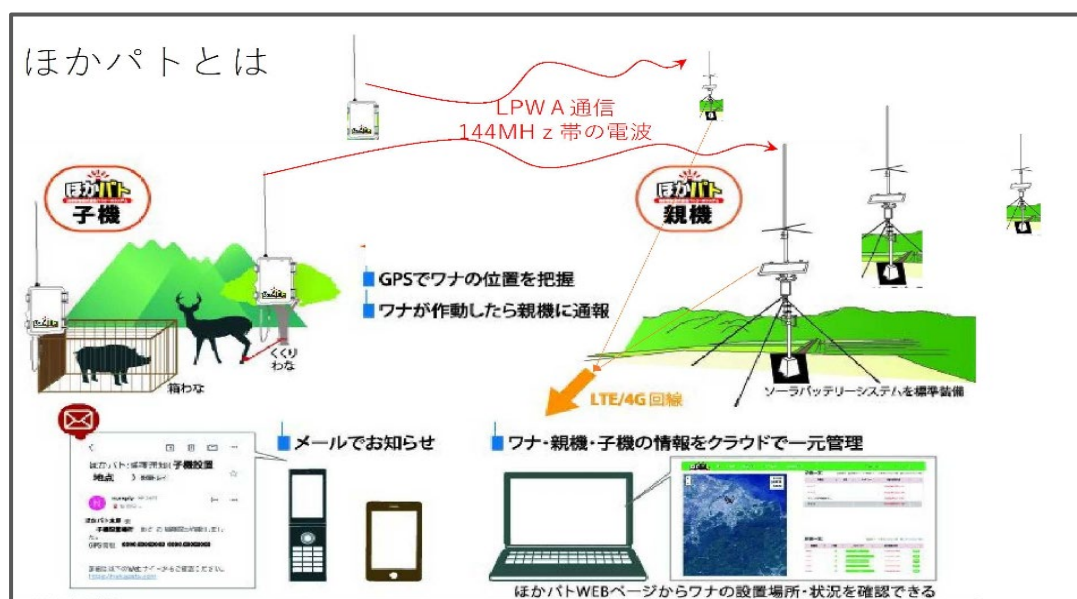 ほかパトとは
LPWA通信
144MHz帯の電波
ほかパト
子機
ほかパト
親機
GPSでワナの位置を把握
ワナが作動したら親機に通報
くくり
わな
箱わな
LTE/4G回線
ソーラバッテリーシステムを標準装備
メールでお知らせ
ワナ・親機・子機の情報をクラウドで一元管理
子機設置
地点
子機設置場所
ほかパトWEBページからワナの設置場所・状況を確認できる